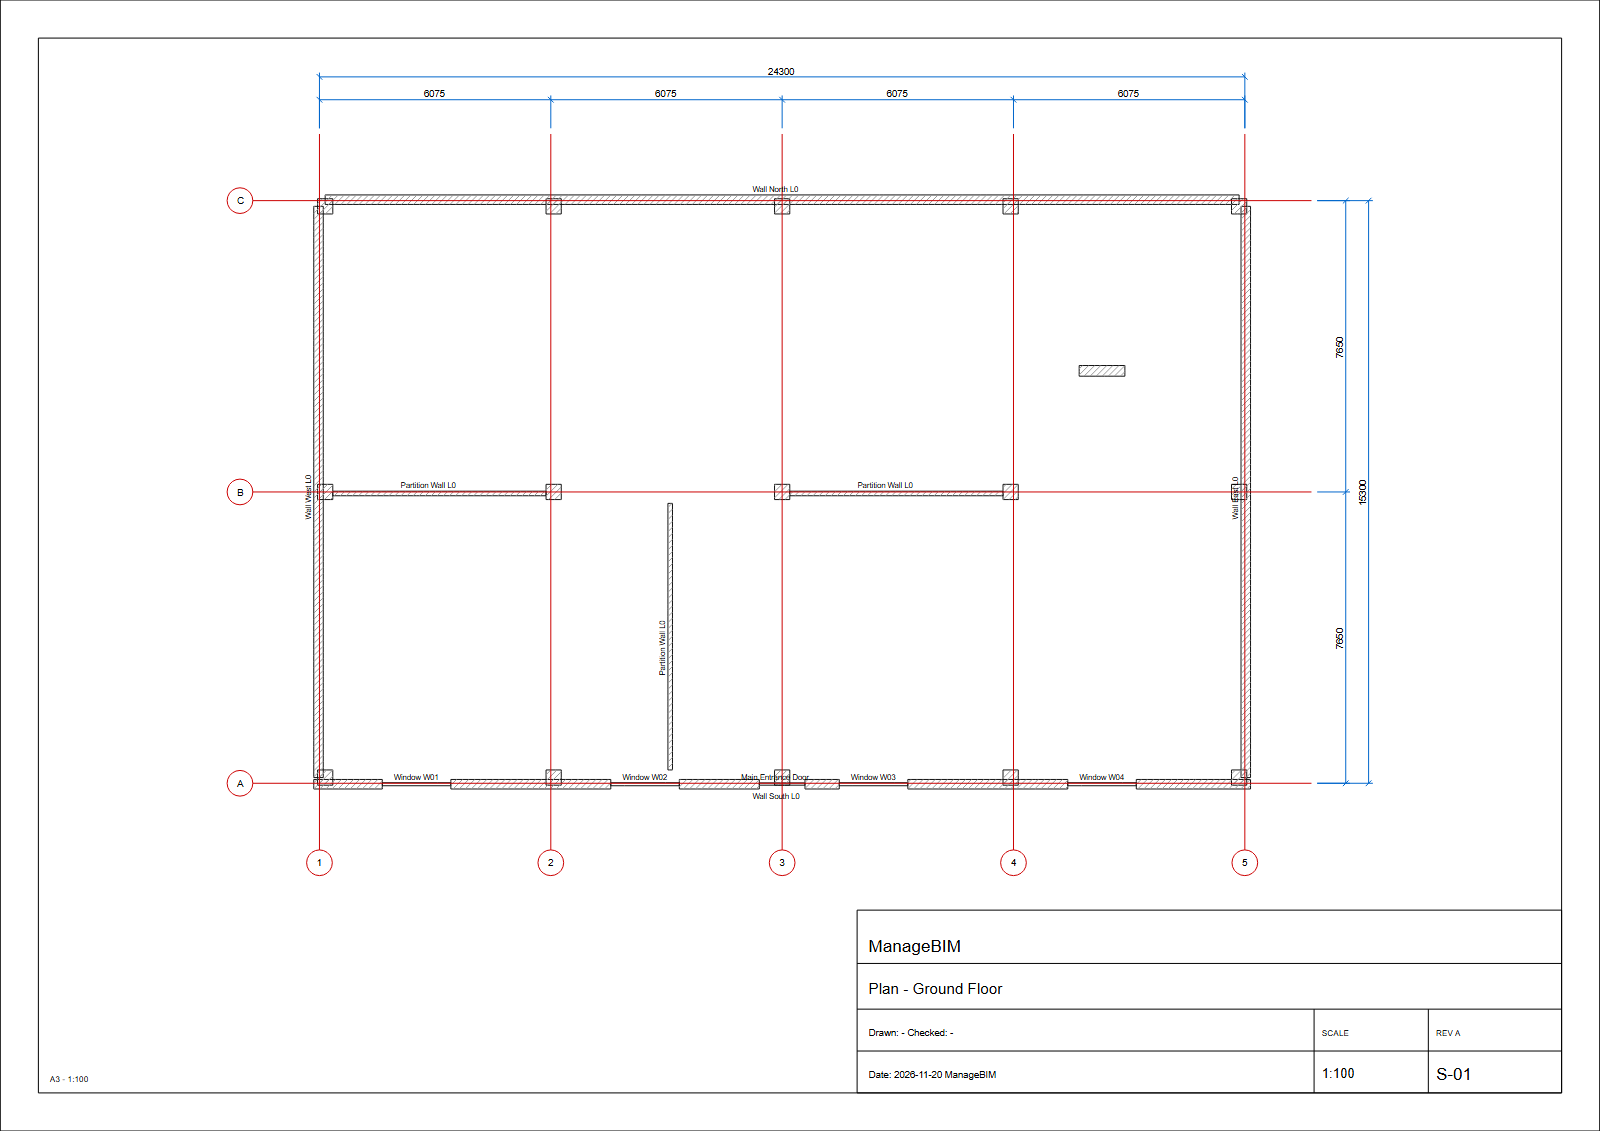 24300
6075
6075
6075
6075
Wall North L0
C
7650
Partition Wall L0
Partition Wall L0
B
Wall West L0
Wall East L0
15300
Partition Wall L0
7650
Window W01
Window W02
Main Entrance Door
Window W03
Window W04
A
Wall South L0
1
2
3
4
5
ManageBIM
Plan - Ground Floor
Drawn: - Checked: -
SCALE
REV A
Date: 2026-11-20 ManageBIM
1:100
S-01
A3 - 1:100